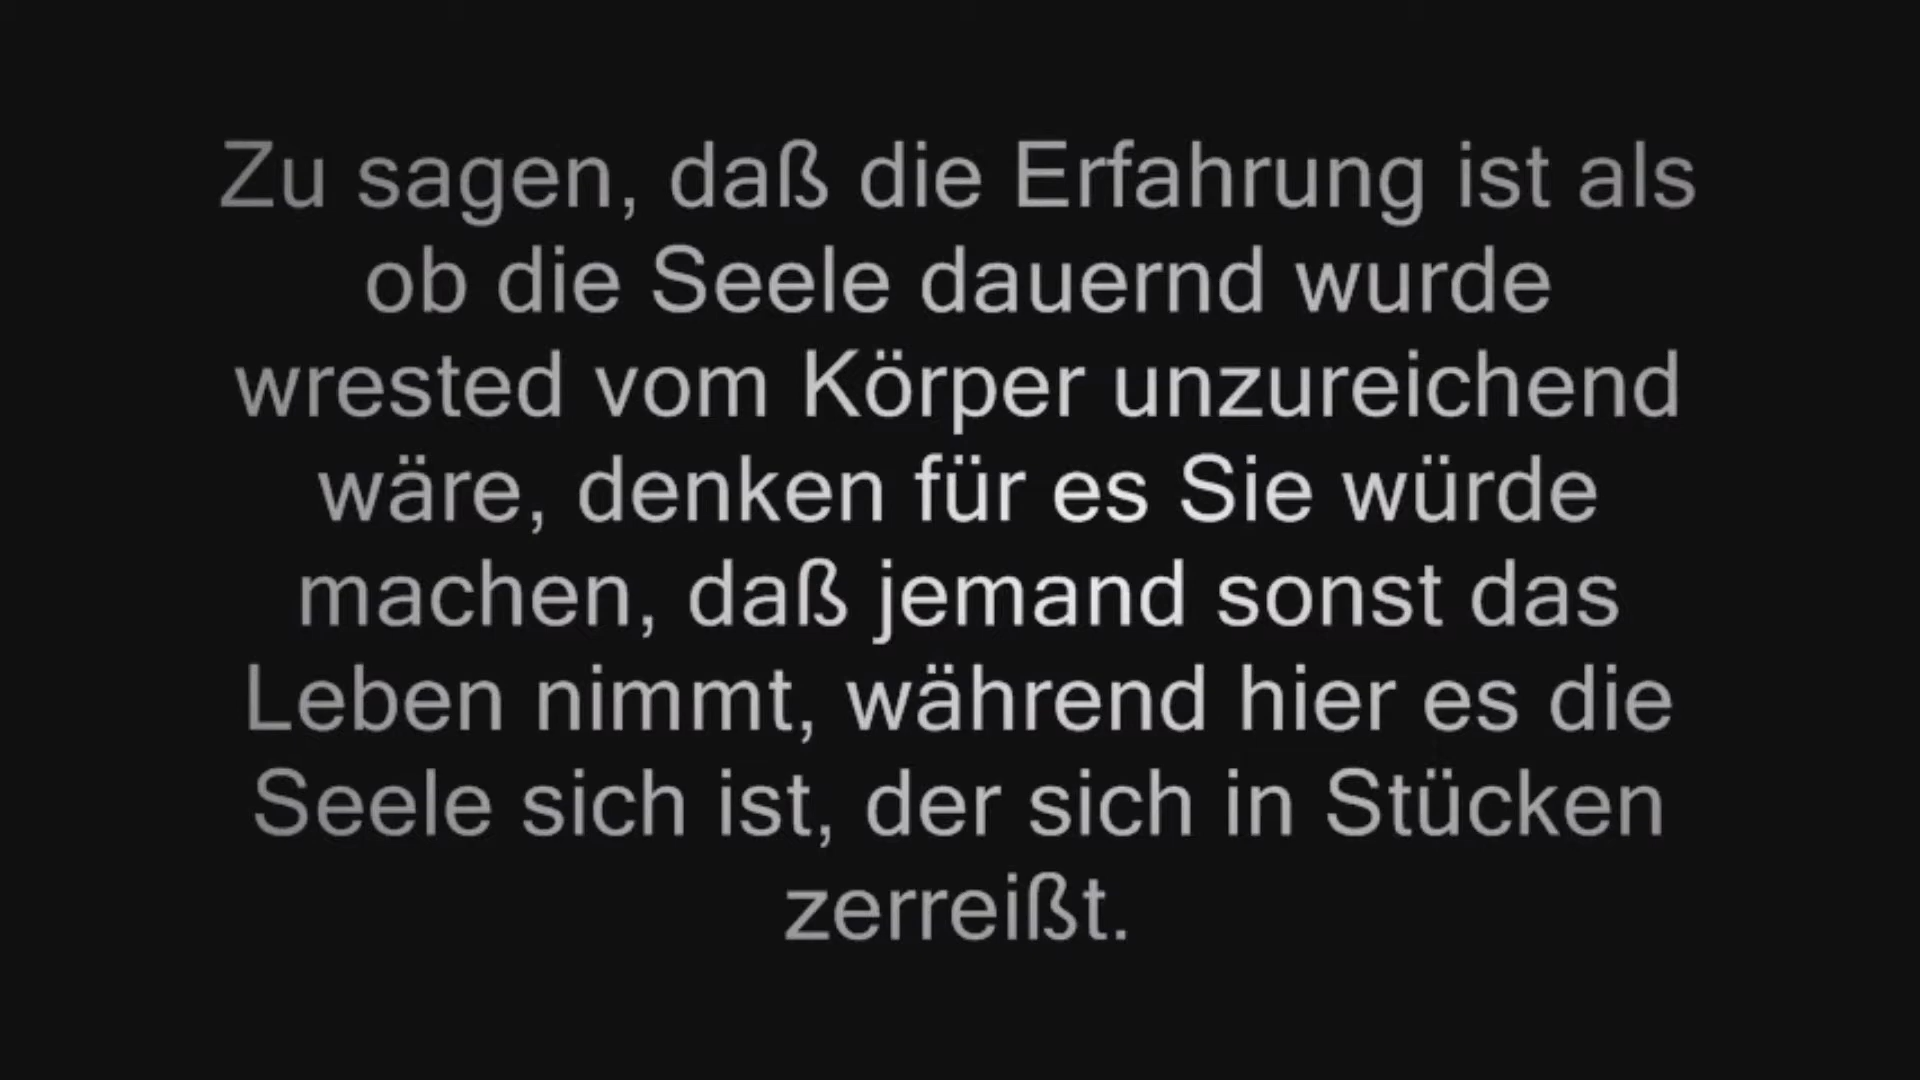 Zu sagen, daß die Erfahrung ist als
ob die Seele dauernd wurde
wrested vom Körper unzureichend
wäre, denken für es Sie würde
machen, daß jemand sonst das
Leben nimmt, während hier es die
Seele sich ist, der sich in Stücken
zerreißt.